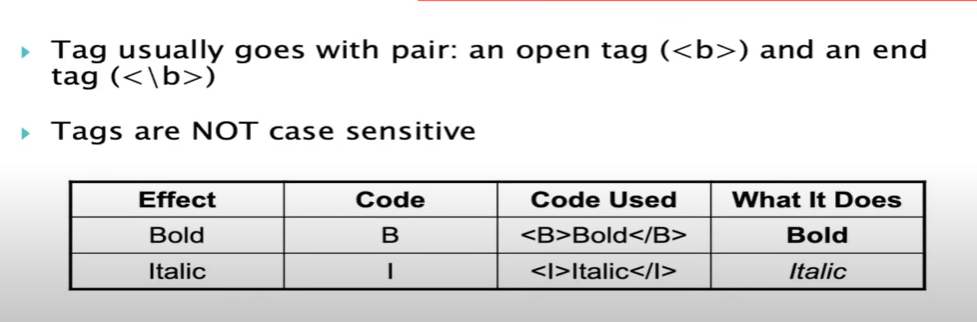 Tag usually goes with pair: an open tag (<b>) and an end
tag (<\b>)
Tags are NOT case sensitive
Effect Code Code Used What It Does
Bold B <B>Bold</B> Bold
Italic I <I>Italic</I> Italic